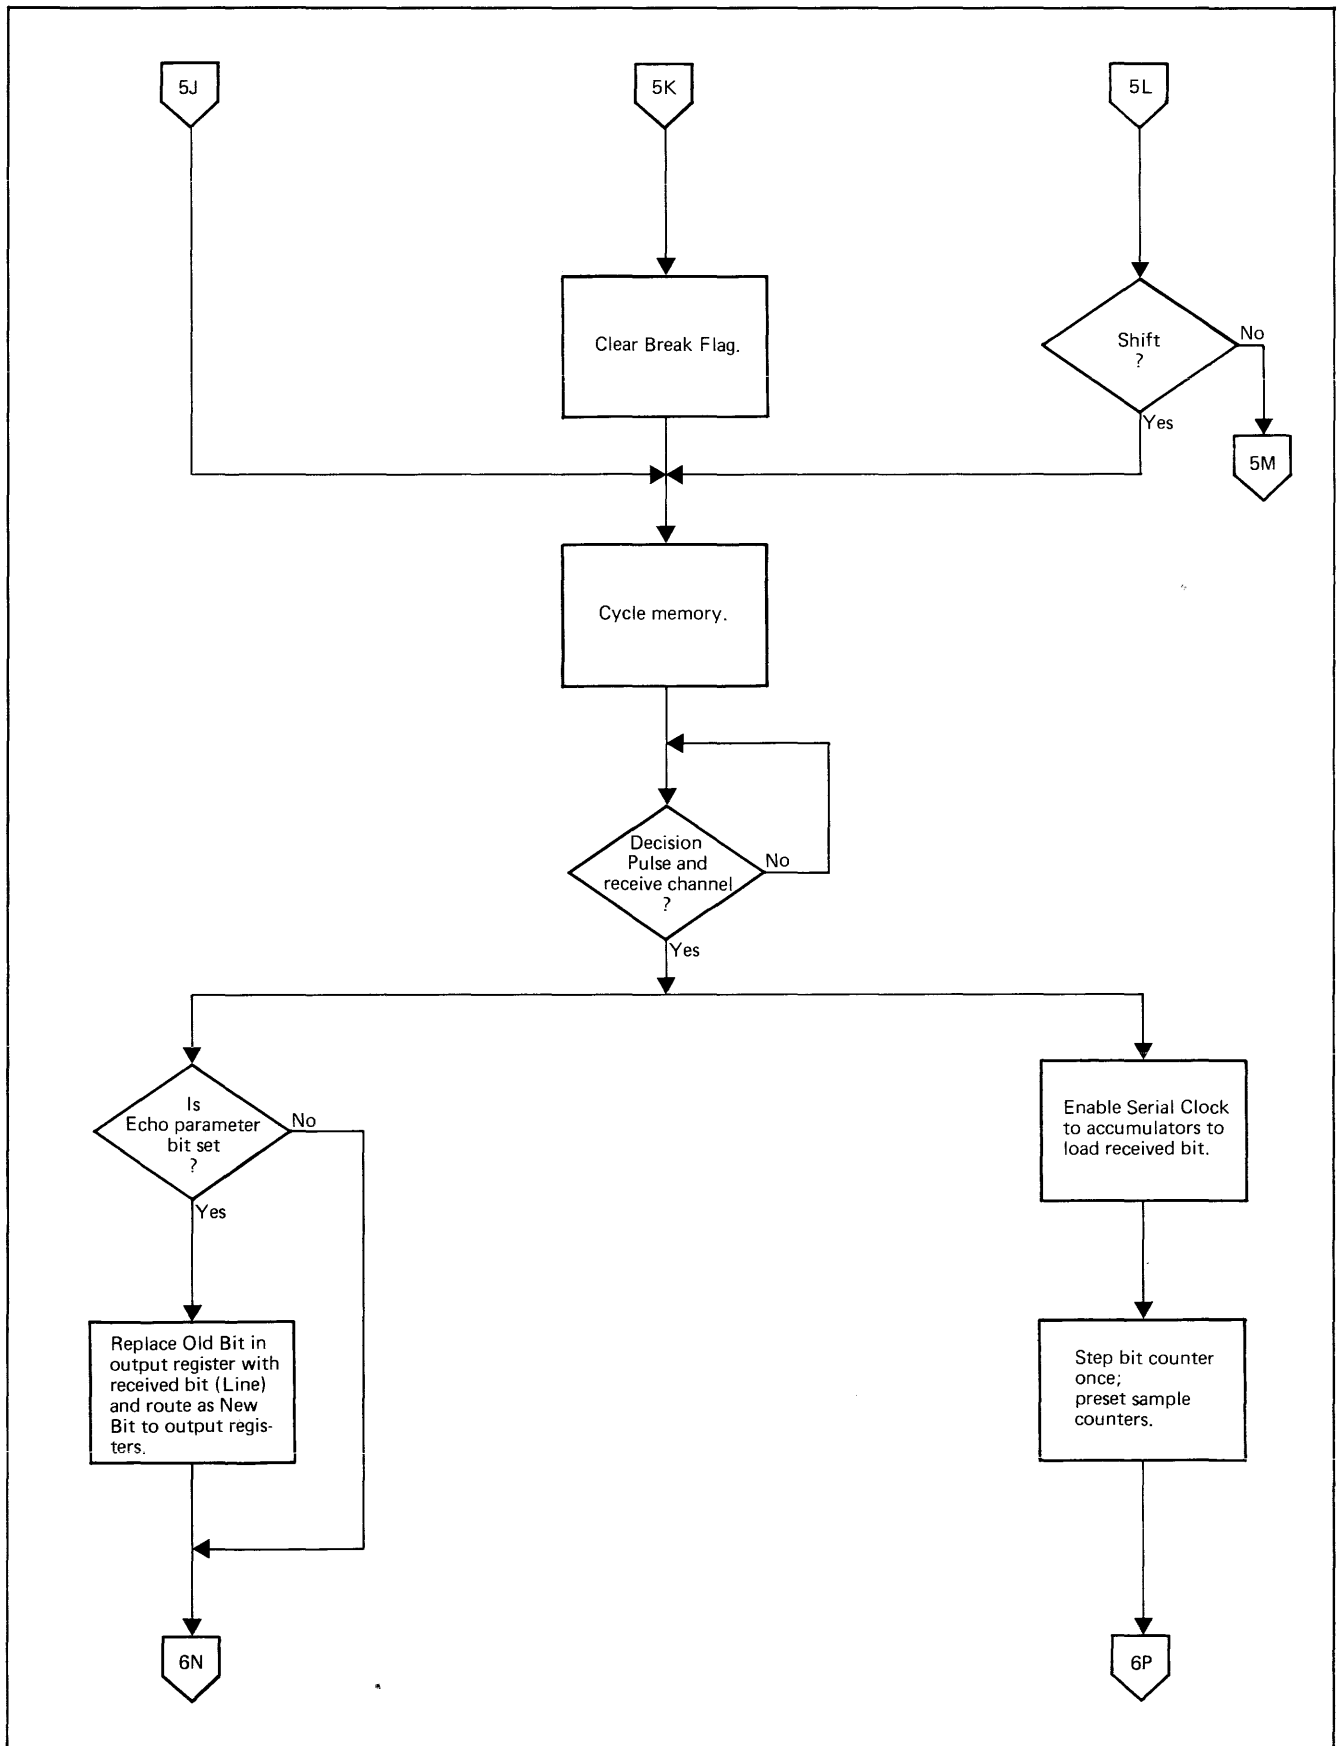 5J
5K
5L
Clear Break Flag.
Shift
?
No
Yes
5M
Cycle memory.
Decision
Pulse and
receive channel
?
No
Yes
Is
Echo parameter
bit set
?
No
Yes
Enable Serial Clock
to accumulators to
load received bit.
Replace Old Bit in
output register with
received bit (Line)
and route as New
Bit to output regis-
ters.
Step bit counter
once;
preset sample
counters.
6N
6P